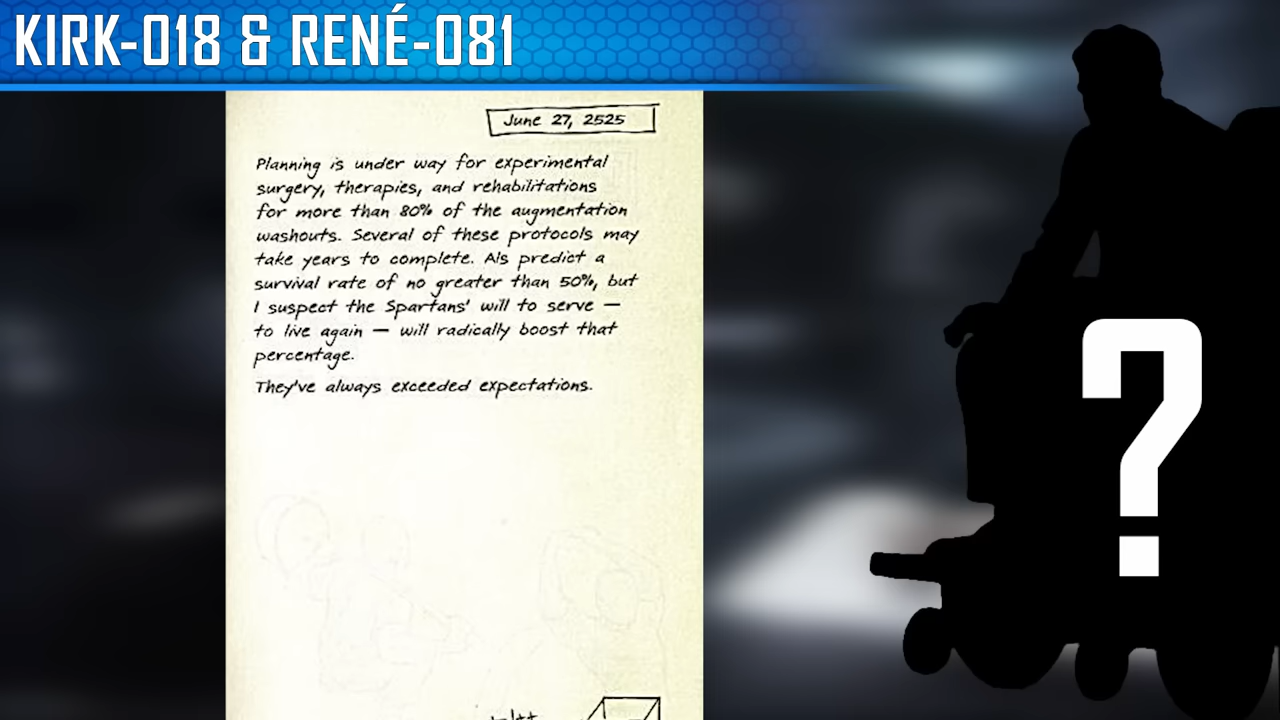 KIRK-018 & RENÉ-081
June 27, 2525
Planning is under way for experimental
surgery, therapies, and rehabilitations
for more than 80% of the augmentation
washouts. Several of these protocols may
take years to complete. AIs predict a
survival rate of no greater than 50%, but
I suspect the Spartans' will to serve —
to live again — will radically boost that
percentage.
They've always exceeded expectations.
?